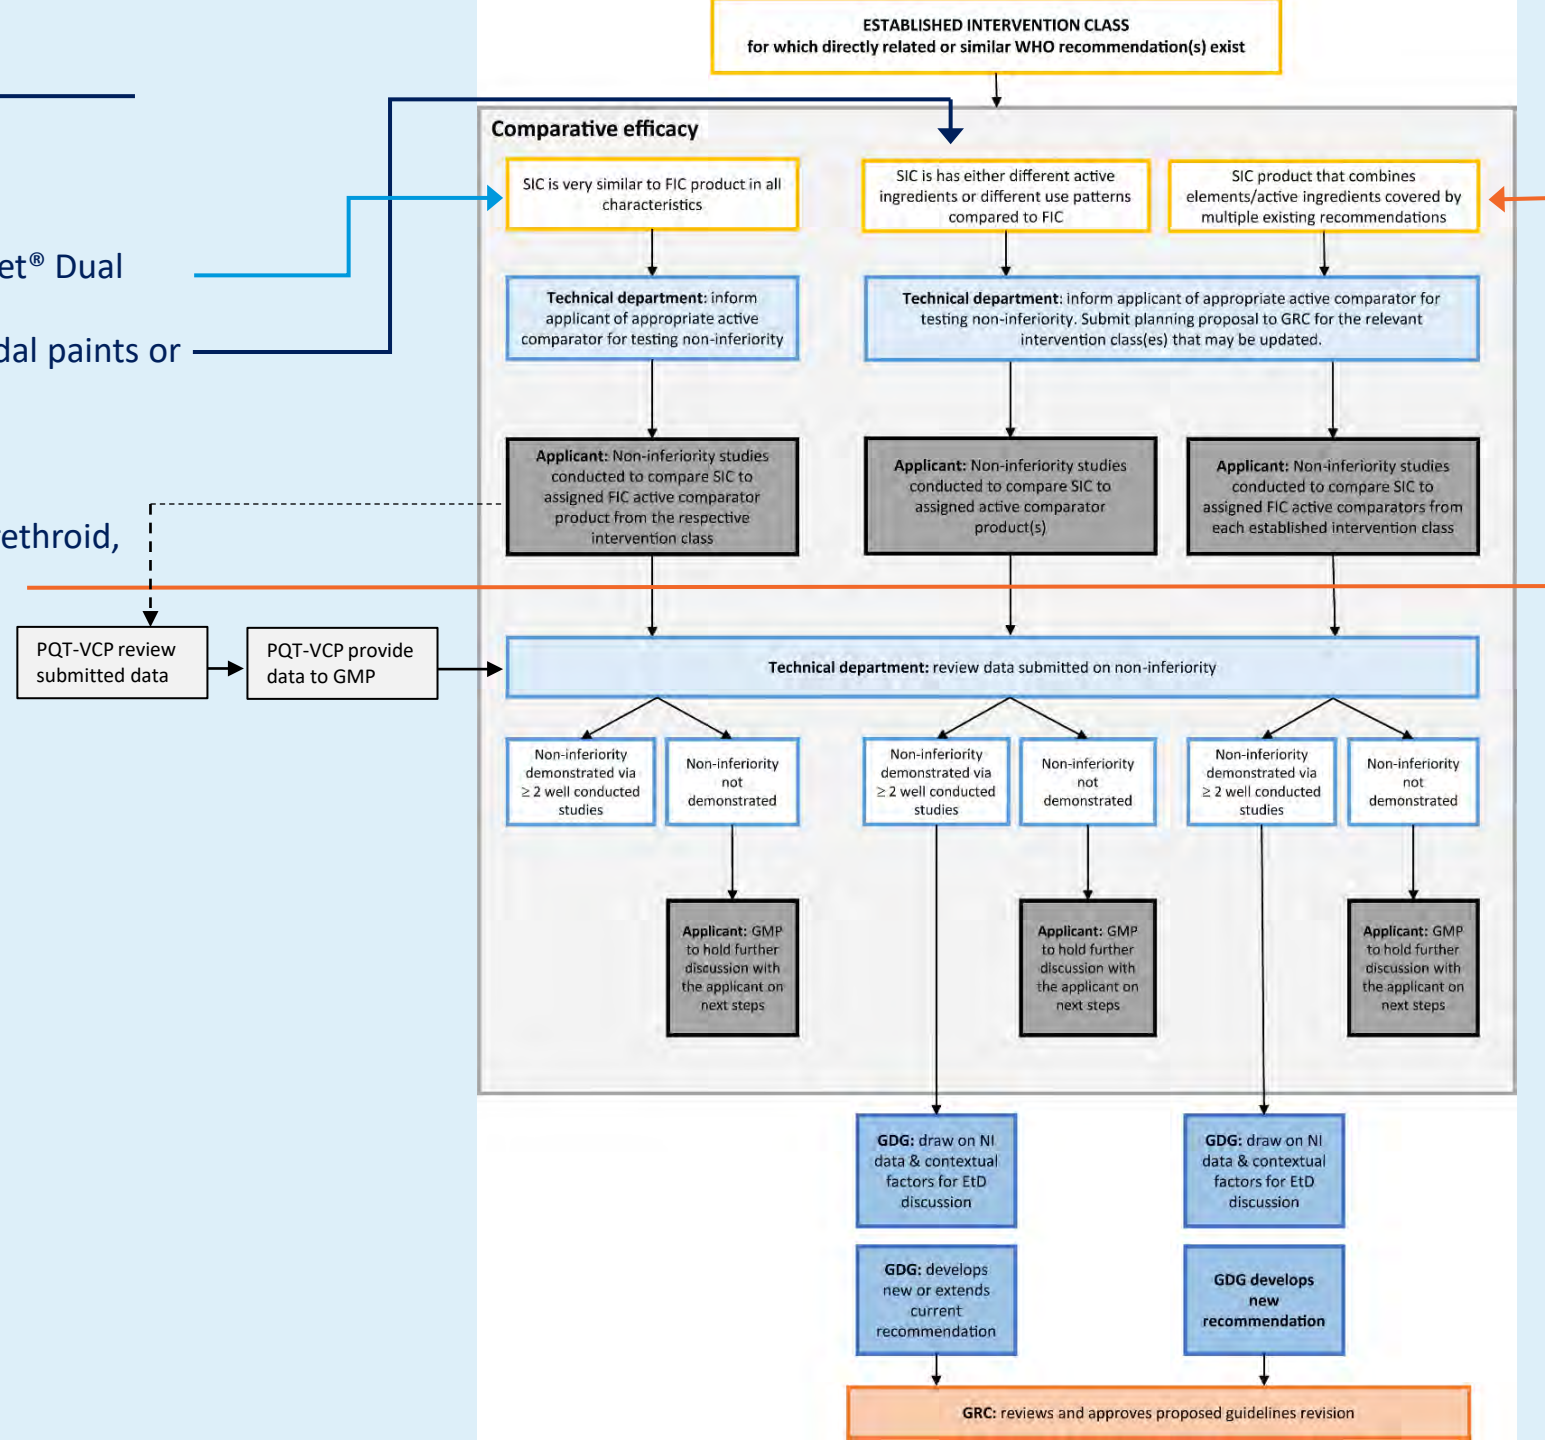 ESTABLISHED INTERVENTION CLASS
for which directly related or similar WHO recommendation(s) exist
Comparative efficacy
SIC is very similar to FIC product in all
characteristics
SIC is has either different active
ingredients or different use patterns
compared to FIC
SIC product that combines
elements/active ingredients covered by
multiple existing recommendations
et® Dual
dal paints or
Technical department: inform
applicant of appropriate active
comparator for testing non-inferiority
Technical department: inform applicant of appropriate active comparator for
testing non-inferiority. Submit planning proposal to GRC for the relevant
intervention class(es) that may be updated.
Applicant: Non-inferiority studies
conducted to compare SIC to
assigned FIC active comparator
product from the respective
intervention class
Applicant: Non-inferiority studies
conducted to compare SIC to
assigned active comparator
product(s)
Applicant: Non-inferiority studies
conducted to compare SIC to
assigned FIC active comparators from
each established intervention class
rethroid,
PQT-VCP review
submitted data
PQT-VCP provide
data to GMP
Technical department: review data submitted on non-inferiority
Non-inferiority
demonstrated via
≥ 2 well conducted
studies
Non-inferiority
not
demonstrated
Non-inferiority
demonstrated via
≥ 2 well conducted
studies
Non-inferiority
not
demonstrated
Non-inferiority
demonstrated via
≥ 2 well conducted
studies
Non-inferiority
not
demonstrated
Applicant: GMP
to hold further
discussion with
the applicant on
next steps
Applicant: GMP
to hold further
discussion with
the applicant on
next steps
Applicant: GMP
to hold further
discussion with
the applicant on
next steps
GDG: draw on NI
data & contextual
factors for EtD
discussion
GDG: draw on NI
data & contextual
factors for EtD
discussion
GDG: develops
new or extends
current
recommendation
GDG develops
new
recommendation
GRC: reviews and approves proposed guidelines revision